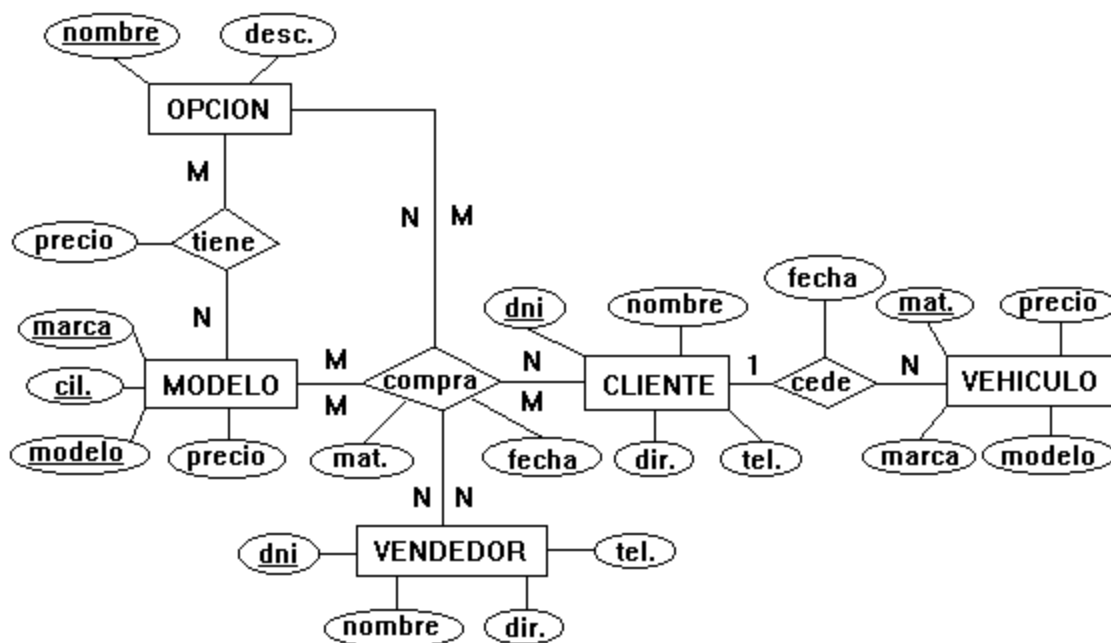 nombre desc.
OPCION
M
N M
precio tiene
fecha
dni nombre mat. precio
N
marca
M N 1 N
cil. MODELO compra CLIENTE cede VEHICULO
M M
modelo precio mat. fecha dir. tel. marca modelo
N N
dni VENDEDOR tel.
nombre dir.